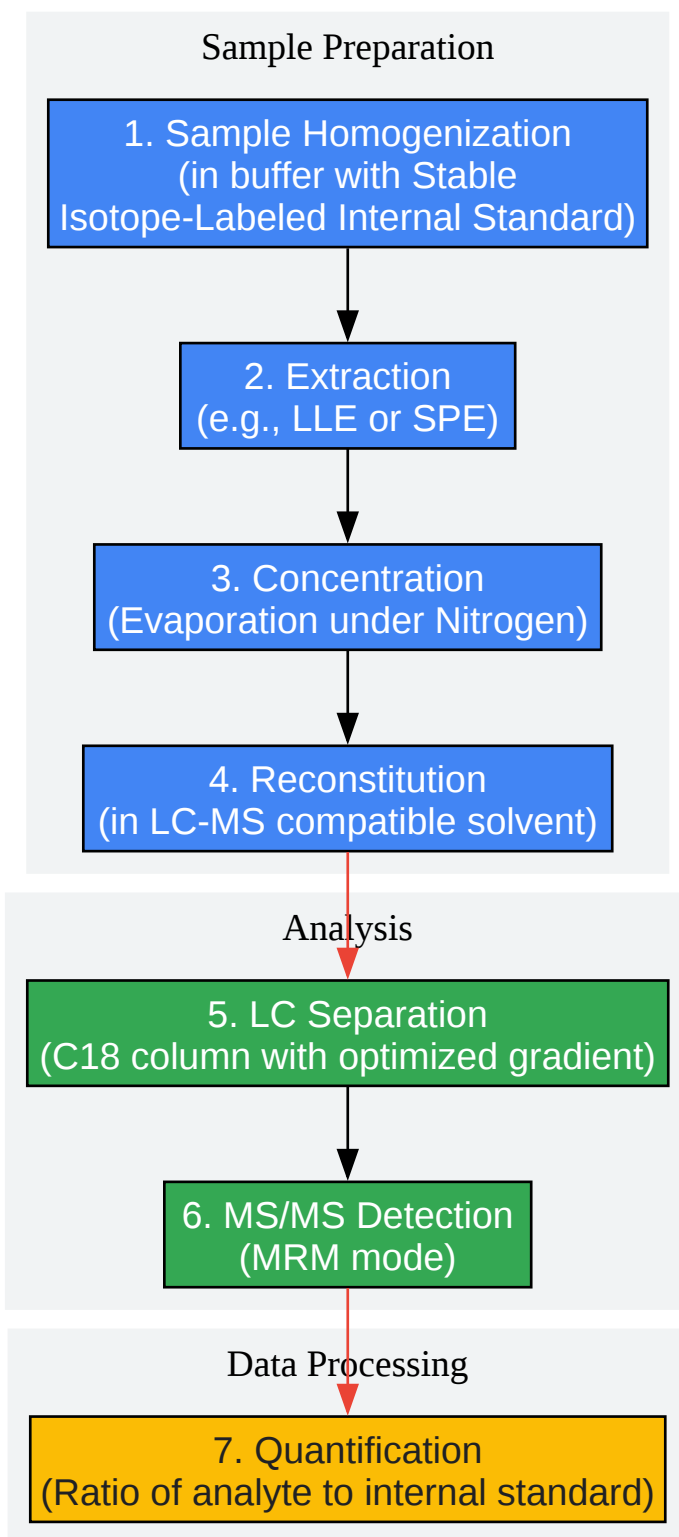 Sample Preparation
1. Sample Homogenization
(in buffer with Stable
Isotope-Labeled Internal Standard)
2. Extraction
(e.g., LLE or SPE)
3. Concentration
(Evaporation under Nitrogen)
4. Reconstitution
(in LC-MS compatible solvent)
Analysis
5. LC Separation
(C18 column with optimized gradient)
6. MS/MS Detection
(MRM mode)
Data Processing
7. Quantification
(Ratio of analyte to internal standard)